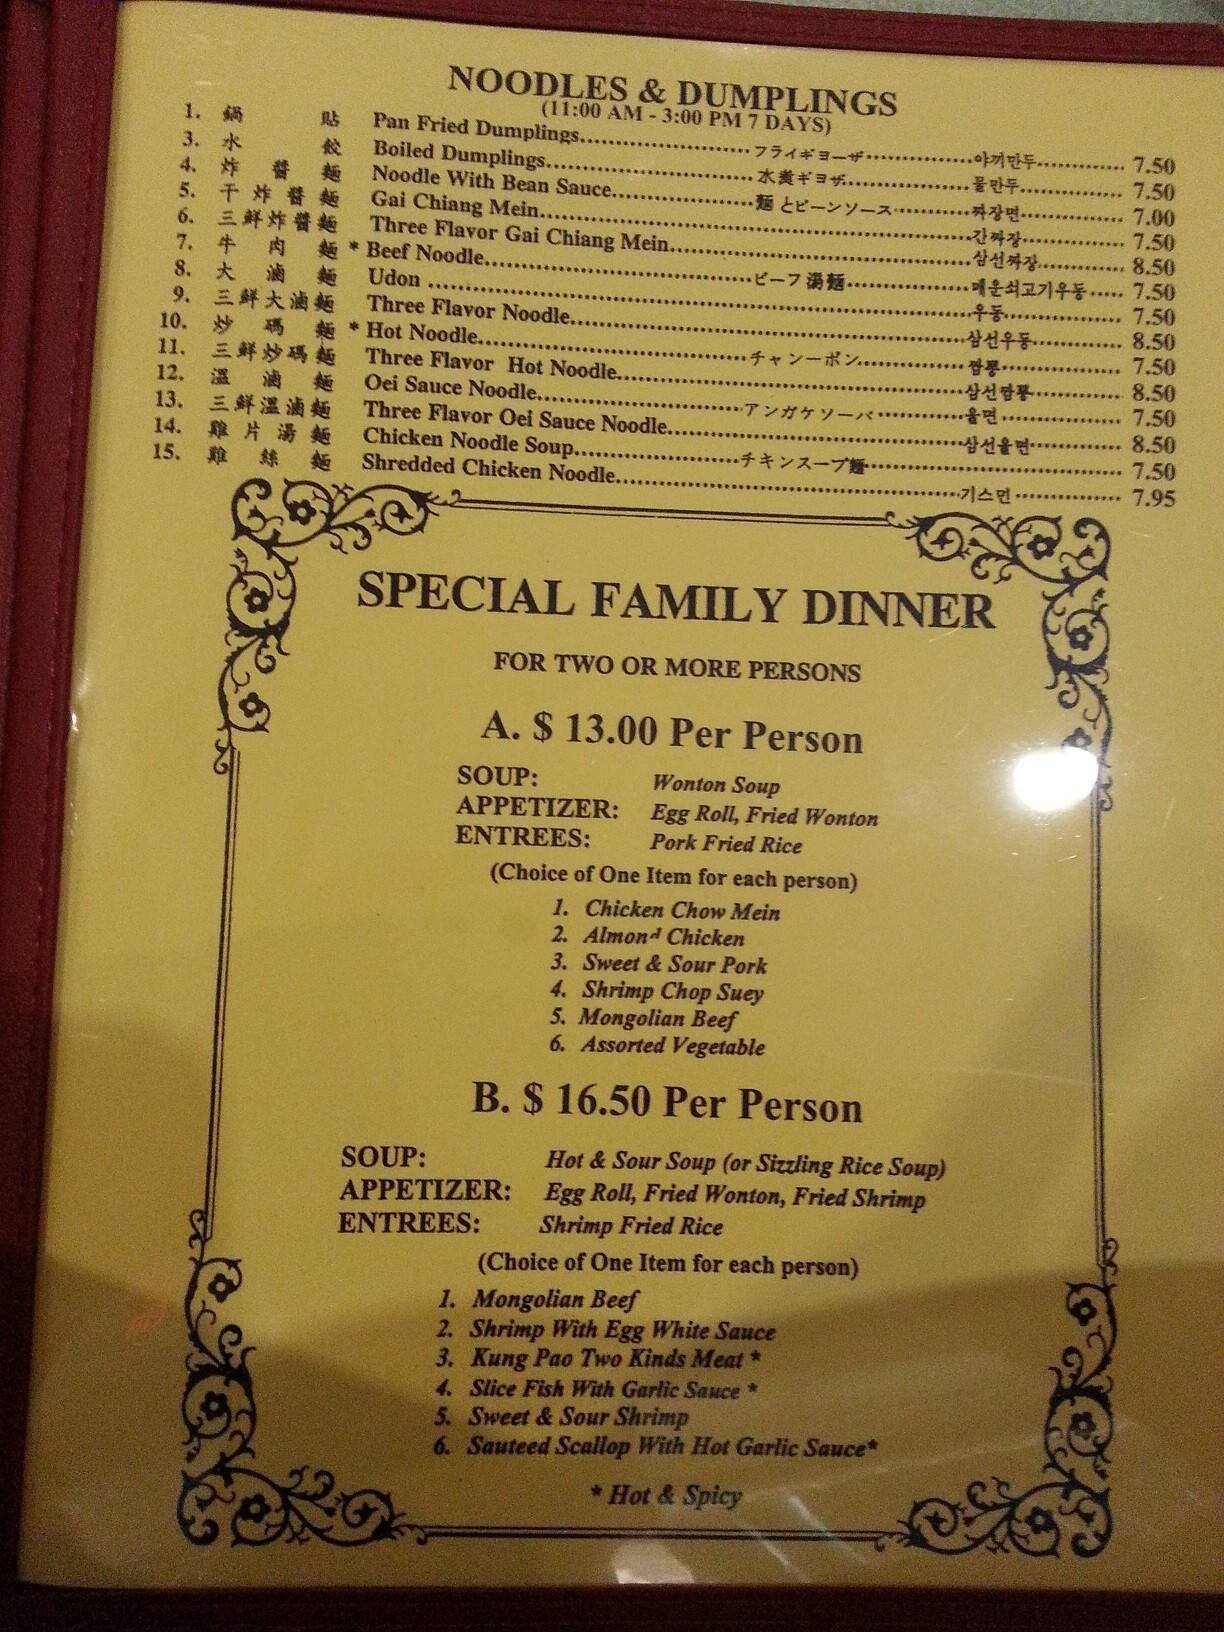 NOODLES & DUMPLINGS
(11:00 AM - 3:00 PM 7 DAYS)
1. 鍋貼 Pan Fried Dumplings フライギョーザ 야끼만두 7.50
3. 水餃 Boiled Dumplings 물만두 7.50
4. 炸醬麵 Noodle With Bean Sauce 麵とビーンソース 짜장면 7.00
5. 干炸醬麵 Gai Chiang Mein 간짜장 7.50
6. 三鮮炸醬麵 Three Flavor Gai Chiang Mein 삼선짜장 8.50
7. 牛肉麵 * Beef Noodle ビーフ湯麵 매운쇠고기우동 7.50
8. 大滷麵 Udon 우동 7.50
9. 三鮮大滷麵 Three Flavor Noodle 삼선우동 8.50
10. 炒碼麵 * Hot Noodle チャンーポン 짬뽕 7.50
11. 三鮮炒碼麵 Three Flavor Hot Noodle 삼선짬뽕 8.50
12. 溫滷麵 Oei Sauce Noodle アンガケソーバ 울면 7.50
13. 三鮮溫滷麵 Three Flavor Oei Sauce Noodle 삼선울면 8.50
14. 雞片湯麵 Chicken Noodle Soup チキンスープ麵 7.50
15. 雞絲麵 Shredded Chicken Noodle 기스면 7.95
SPECIAL FAMILY DINNER
FOR TWO OR MORE PERSONS
A. $ 13.00 Per Person
SOUP: Wonton Soup
APPETIZER: Egg Roll, Fried Wonton
ENTREES: Pork Fried Rice
(Choice of One Item for each person)
1. Chicken Chow Mein
2. Almond Chicken
3. Sweet & Sour Pork
4. Shrimp Chop Suey
5. Mongolian Beef
6. Assorted Vegetable
B. $ 16.50 Per Person
SOUP: Hot & Sour Soup (or Sizzling Rice Soup)
APPETIZER: Egg Roll, Fried Wonton, Fried Shrimp
ENTREES: Shrimp Fried Rice
(Choice of One Item for each person)
1. Mongolian Beef
2. Shrimp With Egg White Sauce
3. Kung Pao Two Kinds Meat *
4. Slice Fish With Garlic Sauce *
5. Sweet & Sour Shrimp
6. Sauteed Scallop With Hot Garlic Sauce*
* Hot & Spicy